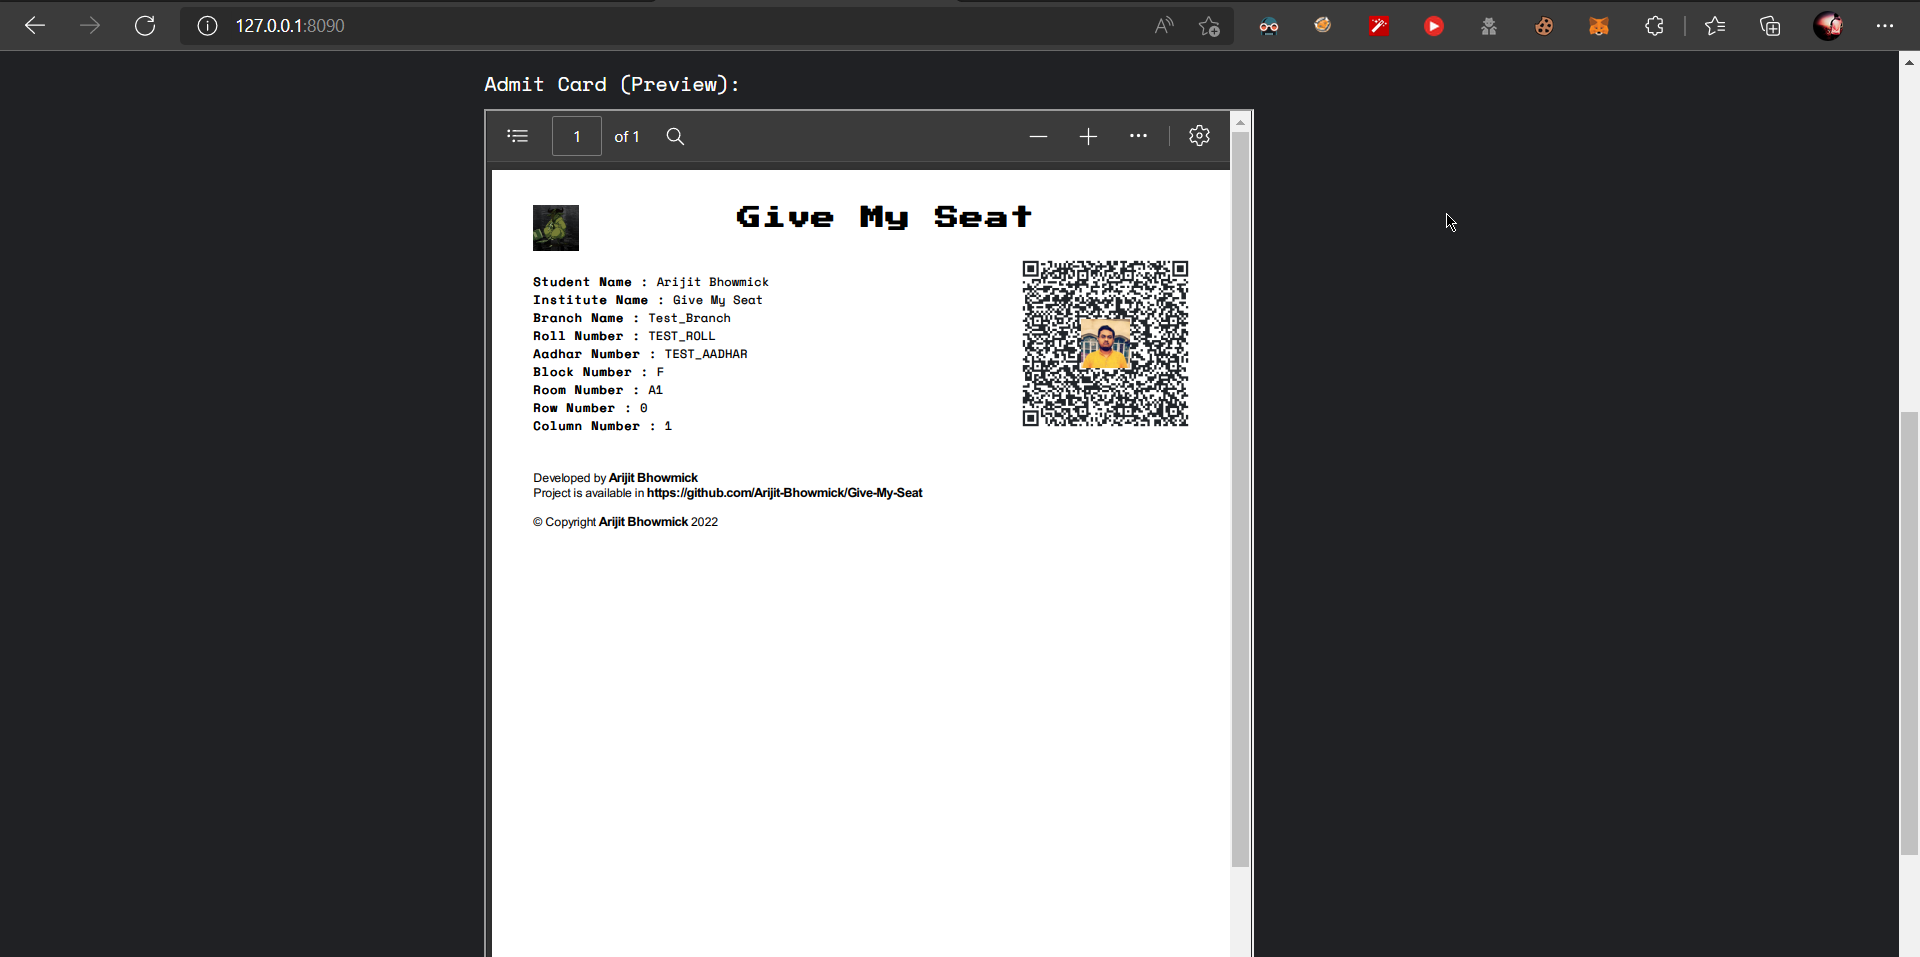 127.0.0.1:8090
Admit Card (Preview):
1 of 1
Give My Seat
Student Name : Arijit Bhowmick
Institute Name : Give My Seat
Branch Name : Test_Branch
Roll Number : TEST_ROLL
Aadhar Number : TEST_AADHAR
Block Number : F
Room Number : A1
Row Number : 0
Column Number : 1
Developed by Arijit Bhowmick
Project is available in https://github.com/Arijit-Bhowmick/Give-My-Seat
© Copyright Arijit Bhowmick 2022